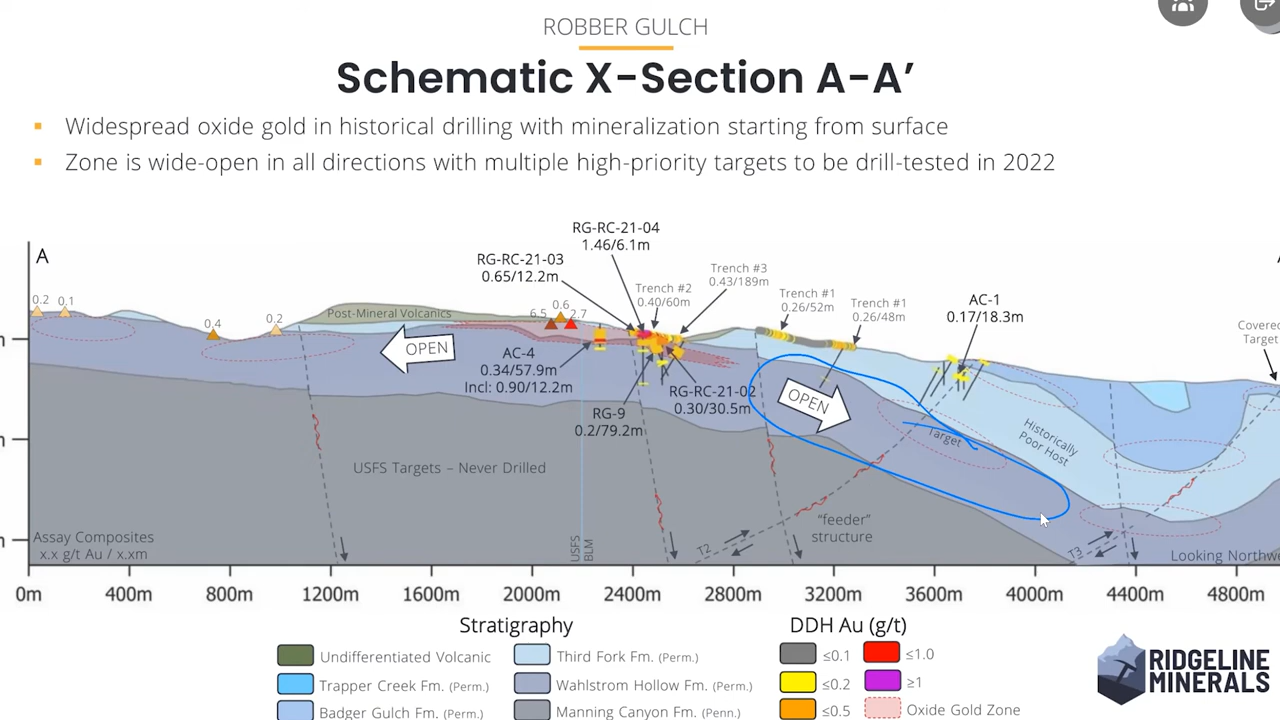 ROBBER GULCH
Schematic X-Section A-A’
Widespread oxide gold in historical drilling with mineralization starting from surface
Zone is wide-open in all directions with multiple high-priority targets to be drill-tested in 2022
A
RG-RC-21-04
1.46/6.1m
RG-RC-21-03
0.65/12.2m
Trench #2
0.40/60m
Trench #3
0.43/189m
Trench #1
0.26/52m
Trench #1
0.26/48m
AC-1
0.17/18.3m
Covered
Target
0.2
0.1
0.4
0.2
Post-Mineral Volcanics
6.5
0.6
2.7
OPEN
AC-4
0.34/57.9m
Incl: 0.90/12.2m
RG-9
0.2/79.2m
RG-RC-21-02
0.30/30.5m
OPEN
Target
Historically
Poor Host
USFS Targets – Never Drilled
"feeder"
structure
Assay Composites
x.x g/t Au / x.xm
USFS
BLM
T2
T3
Looking Northwe
m
m
m
0m 400m 800m 1200m 1600m 2000m 2400m 2800m 3200m 3600m 4000m 4400m 4800m
Stratigraphy
Undifferentiated Volcanic
Trapper Creek Fm. (Perm.)
Badger Gulch Fm. (Perm.)
Third Fork Fm. (Perm.)
Wahlstrom Hollow Fm. (Perm.)
Manning Canyon Fm. (Penn.)
DDH Au (g/t)
≤0.1
≤0.2
≤0.5
≤1.0
≥1
Oxide Gold Zone
RIDGELINE
MINERALS